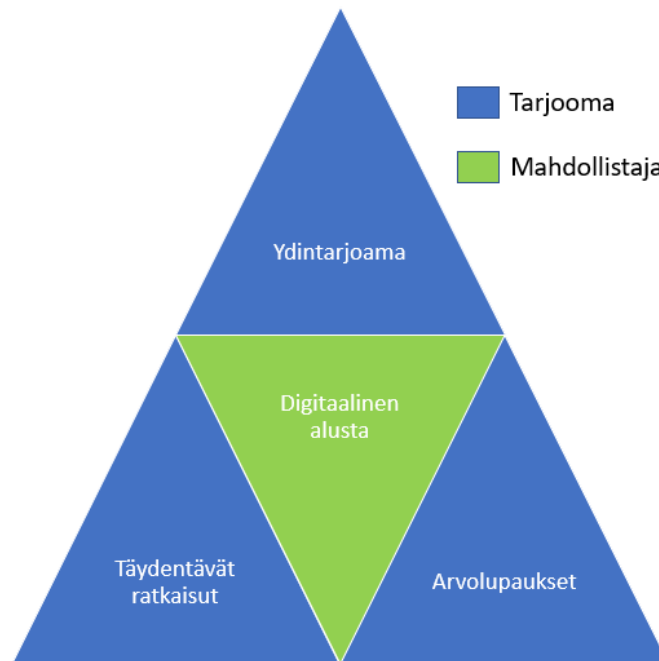 Tarjooma
Mahdollistaja
Ydintarjoama
Digitaalinen
alusta
Täydentävät
ratkaisut
Arvolupaukset